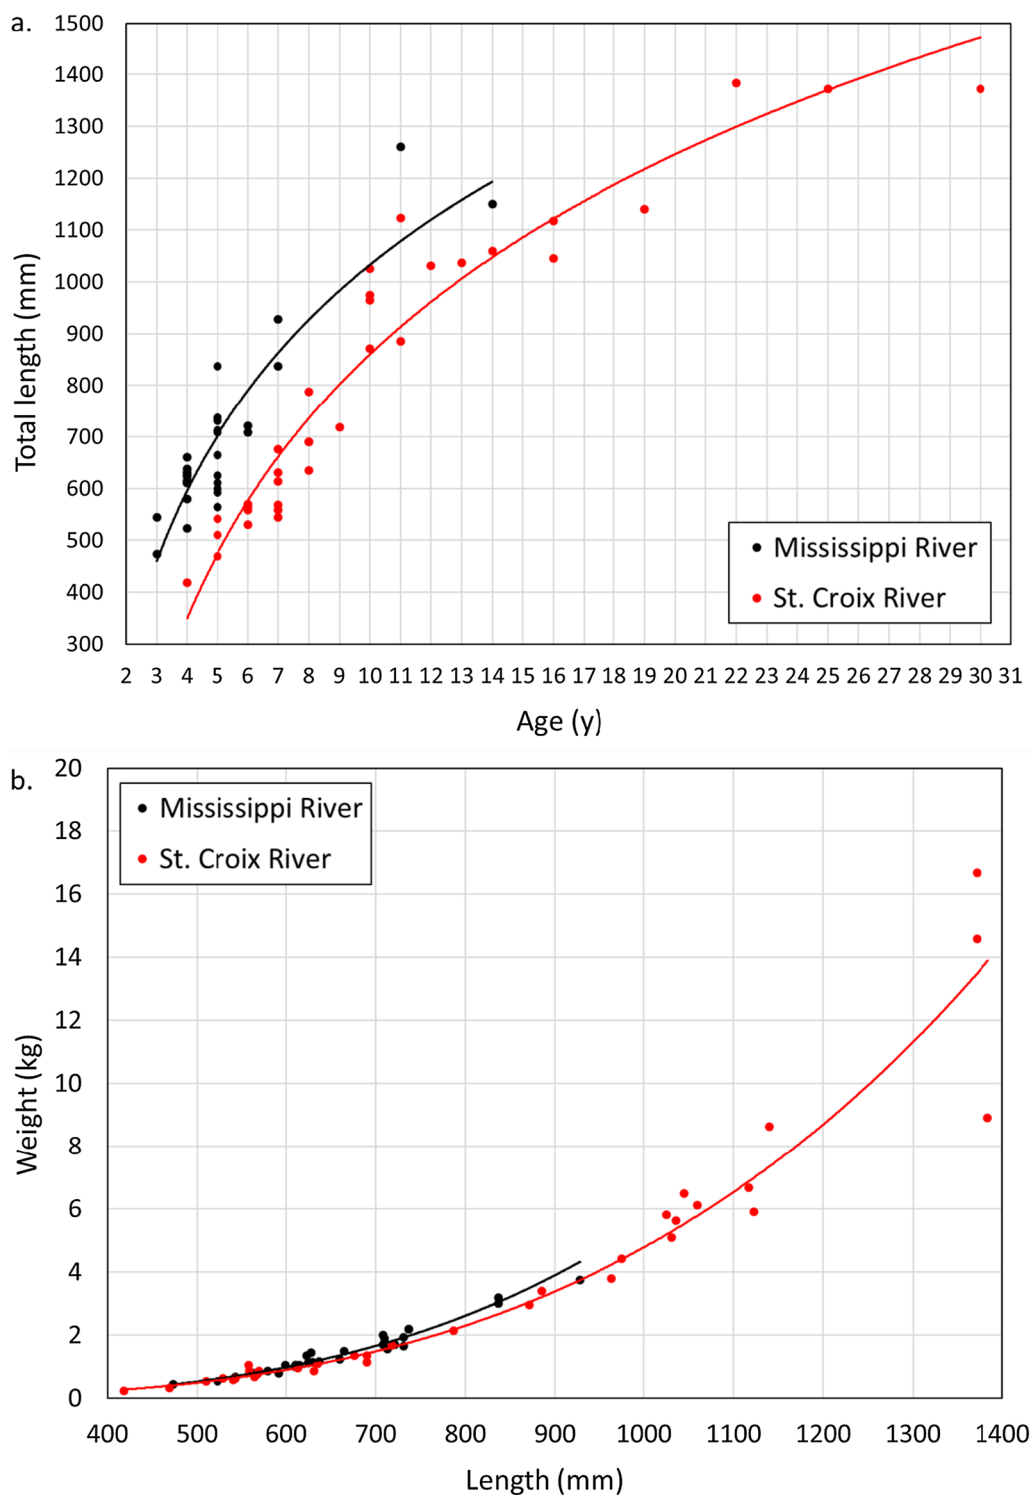 a.
1500
1400
1300
1200
1100
1000
900
800
700
600
500
400
300
Total length (mm)
Mississippi River
St. Croix River
2 3 4 5 6 7 8 9 10 11 12 13 14 15 16 17 18 19 20 21 22 23 24 25 26 27 28 29 30 31
Age (y)
b.
20
18
16
14
12
10
8
6
4
2
0
Weight (kg)
Mississippi River
St. Croix River
400 500 600 700 800 900 1000 1100 1200 1300 1400
Length (mm)